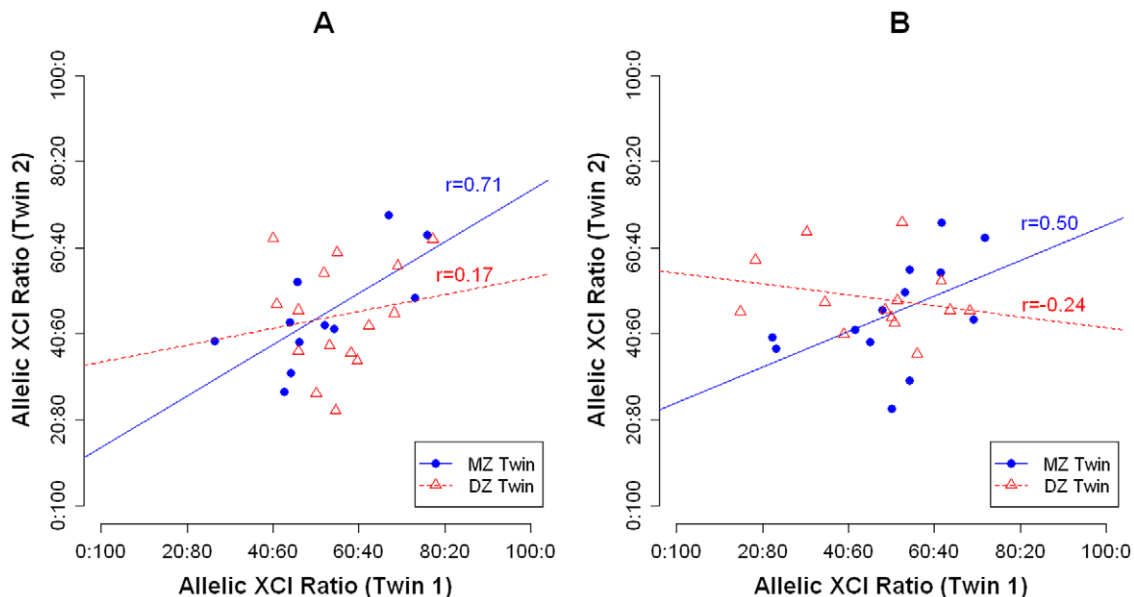 A
Allelic XCI Ratio (Twin 2)
100:0
80:20
60:40
40:60
20:80
0:100
r=0.71
r=0.17
MZ Twin
DZ Twin
0:100 20:80 40:60 60:40 80:20 100:0
Allelic XCI Ratio (Twin 1)
B
Allelic XCI Ratio (Twin 2)
100:0
80:20
60:40
40:60
20:80
0:100
r=0.50
r=-0.24
MZ Twin
DZ Twin
0:100 20:80 40:60 60:40 80:20 100:0
Allelic XCI Ratio (Twin 1)